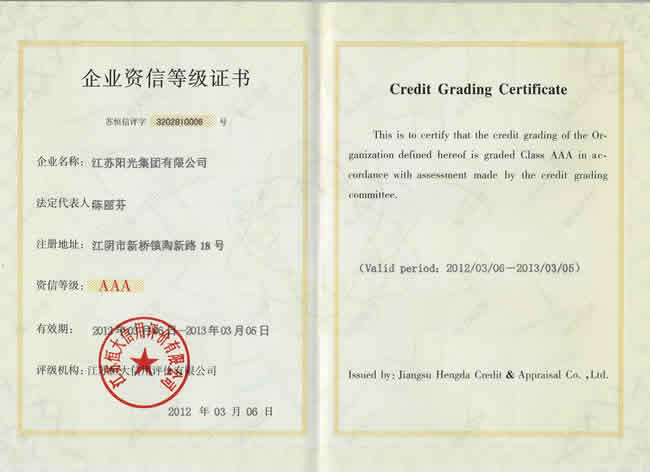 企业资信等级证书
苏恒信评字 3202810006 号
企业名称：江苏阳光集团有限公司
法定代表人 陈丽芬
注册地址：江阴市新桥镇陶新路 18 号
资信等级：AAA
有效期：2012年03月06日—2013年03月05日
评级机构：江苏恒大信用评估有限公司
江苏恒大信用评价有限公司
2012 年 03 月 06 日
Credit Grading Certificate
This is to certify that the credit grading of the Or-
ganization defined hereof is graded Class AAA in ac-
cordance with assessment made by the credit grading
committee.
(Valid period: 2012/03/06—2013/03/05)
Issued by: Jiangsu Hengda Credit & Appraisal Co. ,Ltd.